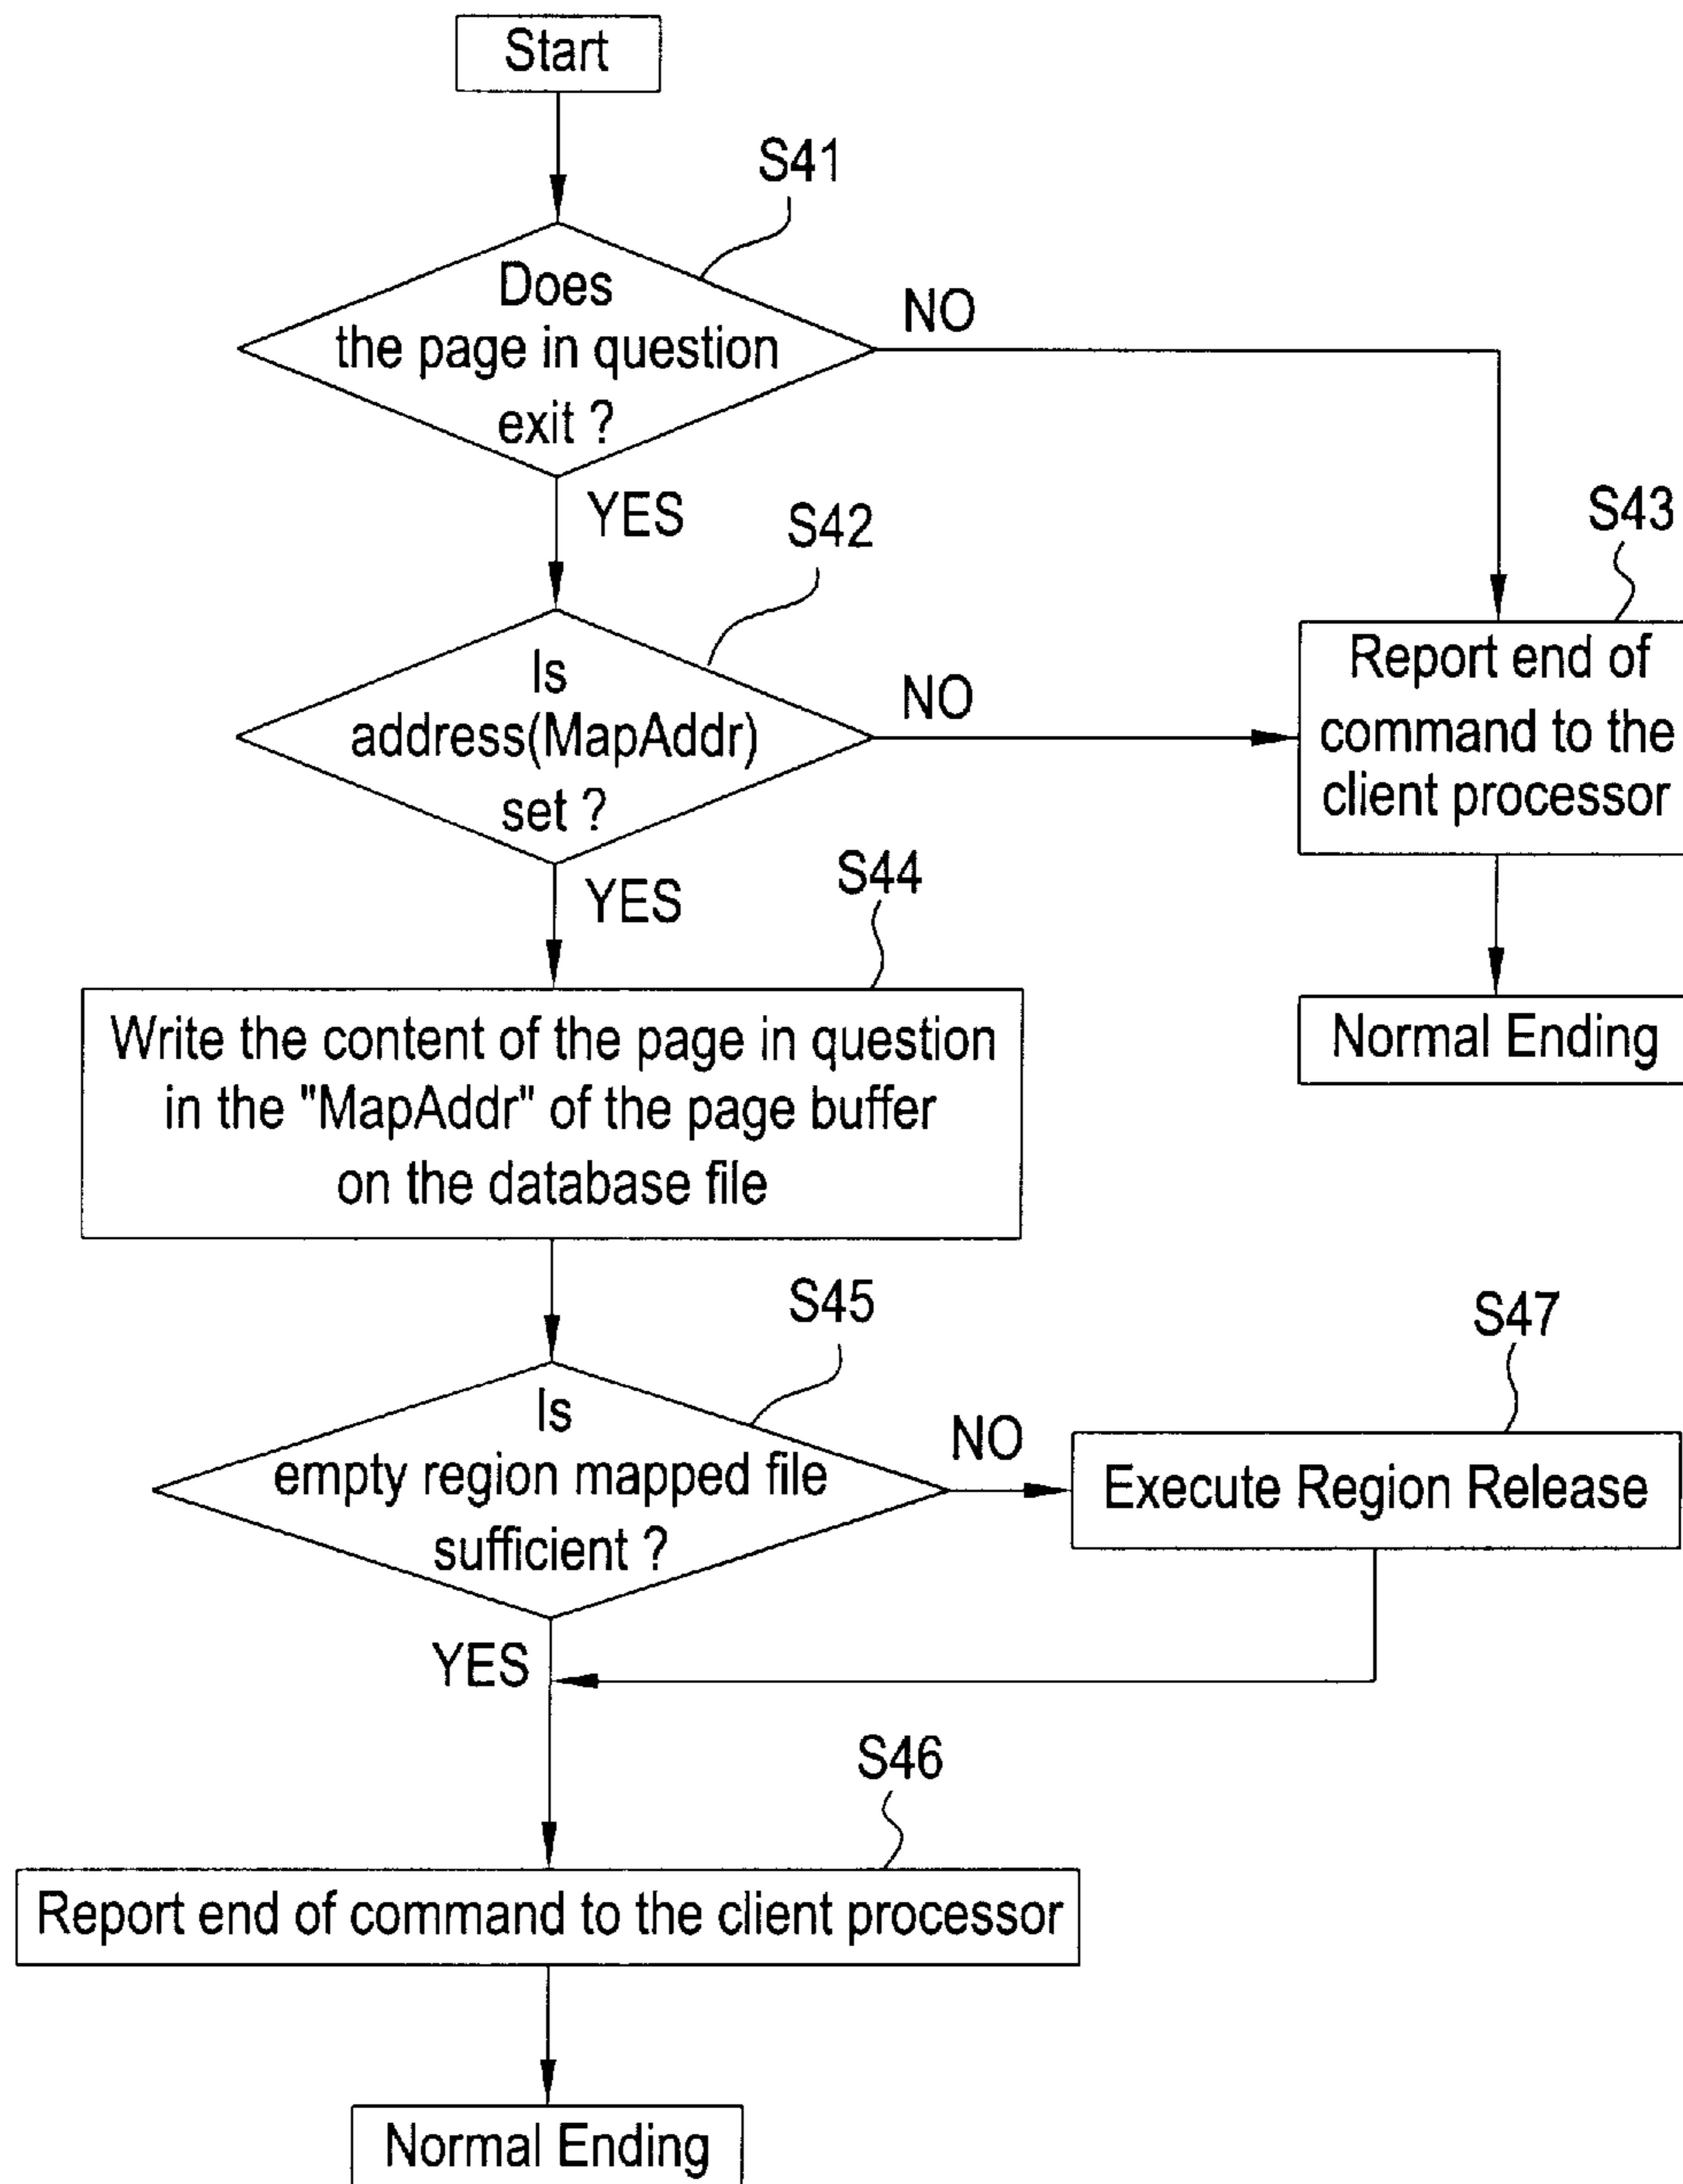 Start
S41
Does
the page in question
exit ?
NO
YES
S42
S43
Is
address(MapAddr)
set ?
NO
Report end of
command to the
client processor
YES
S44
Normal Ending
Write the content of the page in question
in the "MapAddr" of the page buffer
on the database file
S45
S47
Is
empty region mapped file
sufficient ?
NO
Execute Region Release
YES
S46
Report end of command to the client processor
Normal Ending